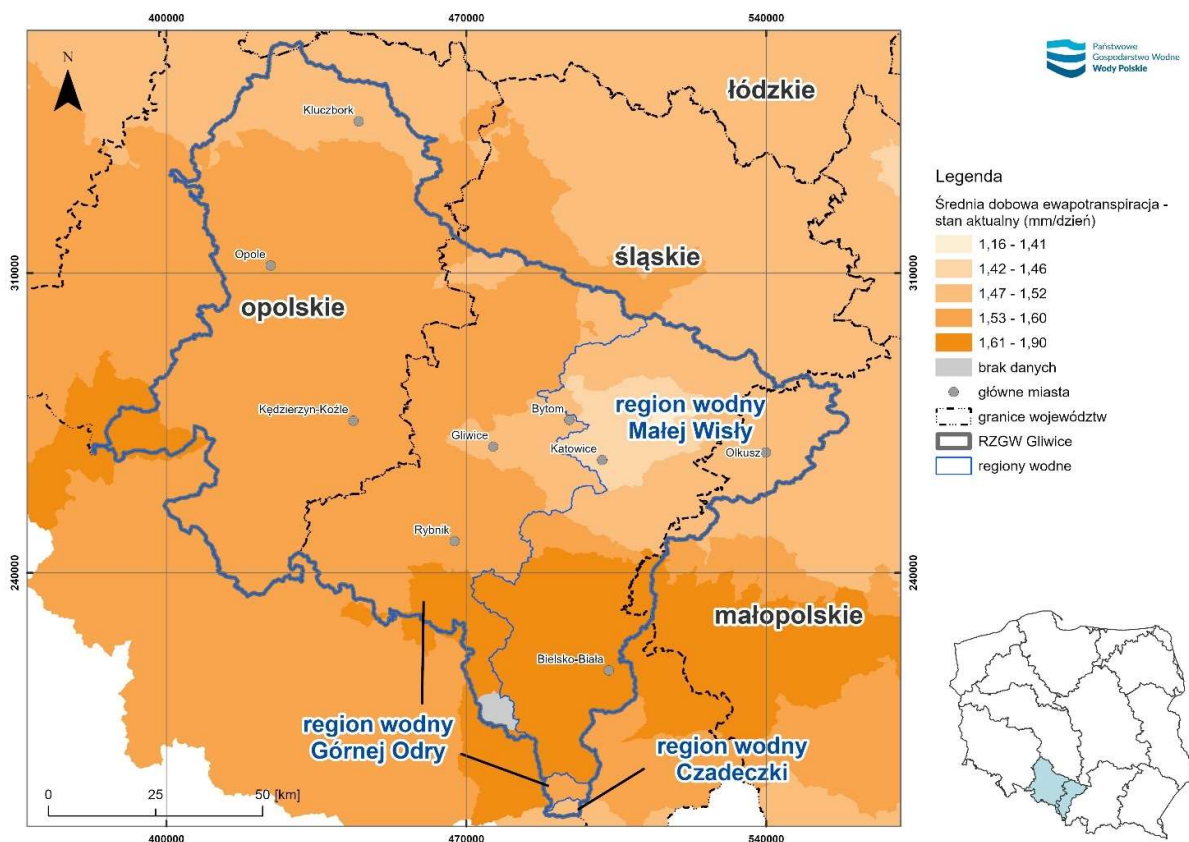 400000
470000
540000
N
Kluczbork
łódzkie
310000
310000
śląskie
Opole
opolskie
Kędzierzyn-Koźle
Bytom
region wodny
Małej Wisły
Gliwice
Katowice
Olkusz
Rybnik
240000
240000
małopolskie
Bielsko-Biała
region wodny
Górnej Odry
region wodny
Czadeczki
0 25 50 [km]
400000
470000
540000
Państwowe
Gospodarstwo Wodne
Wody Polskie
Legenda
Średnia dobowa ewapotranspiracja -
stan aktualny (mm/dzień)
1,16 - 1,41
1,42 - 1,46
1,47 - 1,52
1,53 - 1,60
1,61 - 1,90
brak danych
główne miasta
granice województw
RZGW Gliwice
regiony wodne